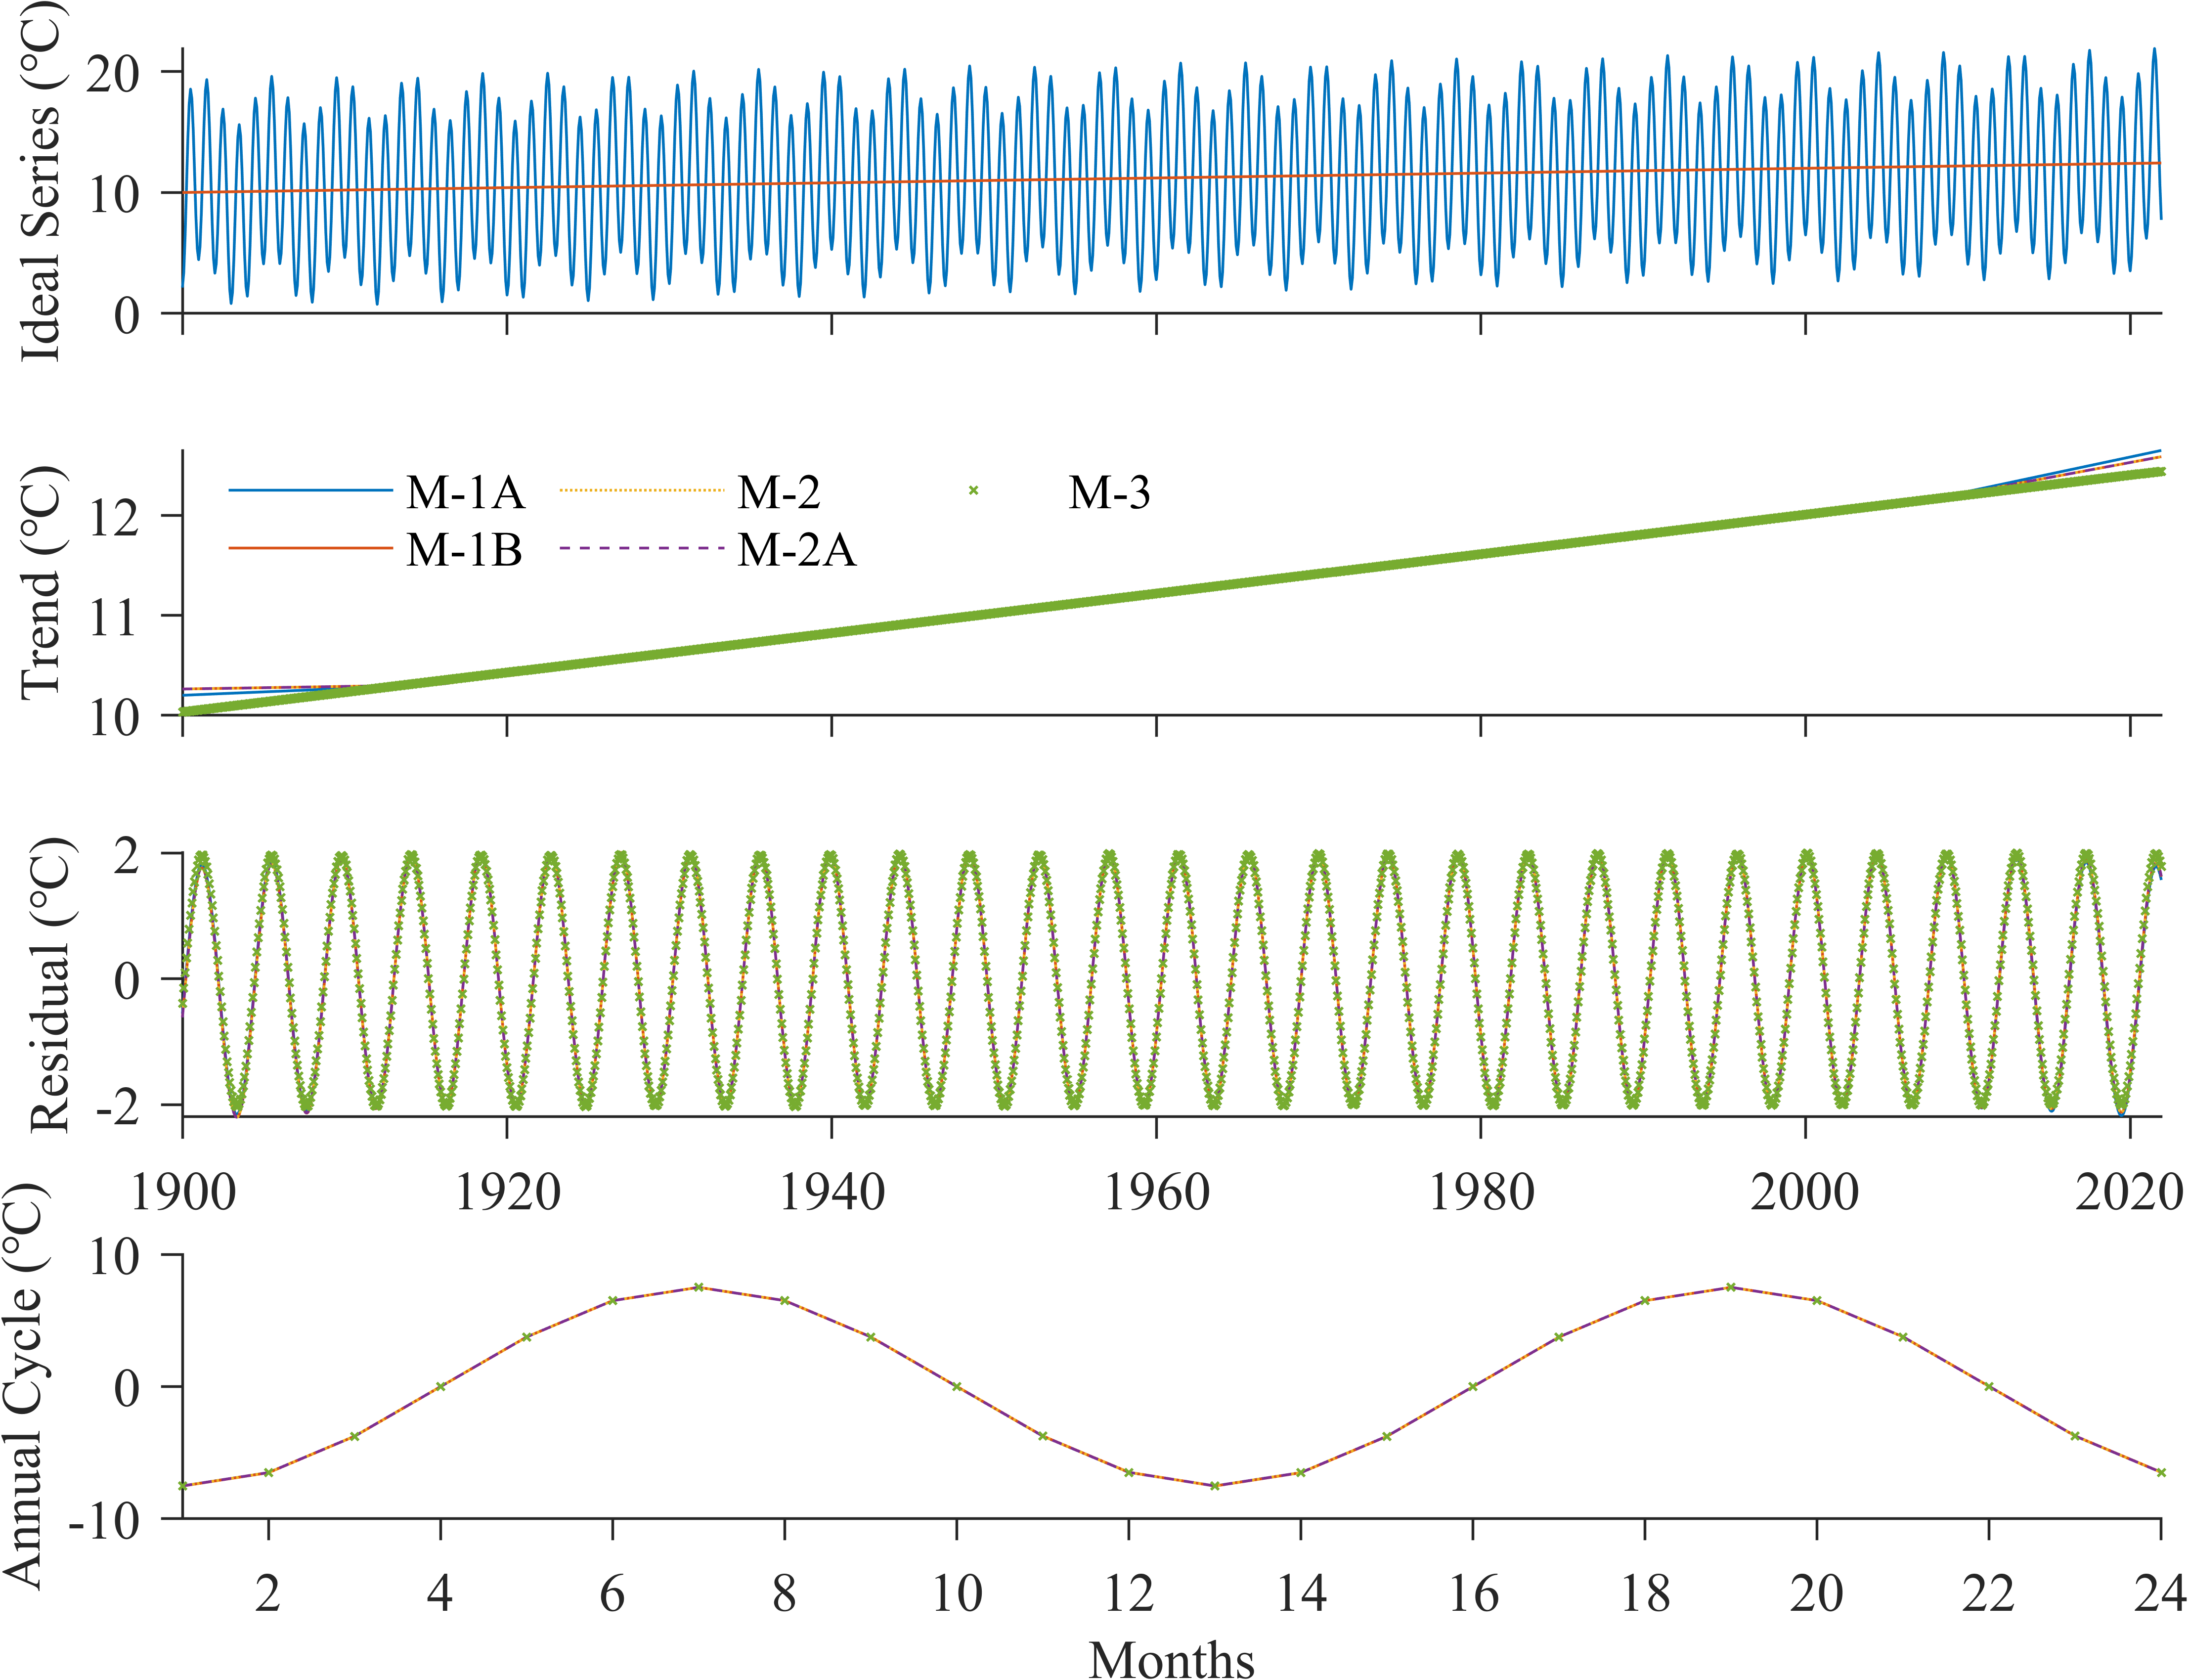 Ideal Series (°C)
20
10
0
Trend (°C)
12
11
10
M-1A
M-2
M-3
M-1B
M-2A
Residual (°C)
2
0
-2
1900 1920 1940 1960 1980 2000 2020
Annual Cycle (°C)
10
0
-10
2 4 6 8 10 12 14 16 18 20 22 24
Months